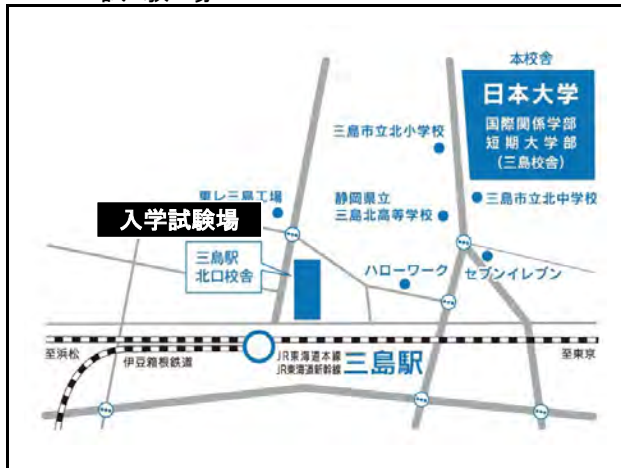 本校舎
日本大学
国際関係学部
短期大学部
(三島校舎)
三島市立北小学校
東レ三島工場
静岡県立
三島北高等学校
三島市立北中学校
入学試験場
三島駅
北口校舎
ハローワーク
セブンイレブン
至浜松
伊豆箱根鉄道
JR東海道本線
JR東海道新幹線
三島駅
至東京